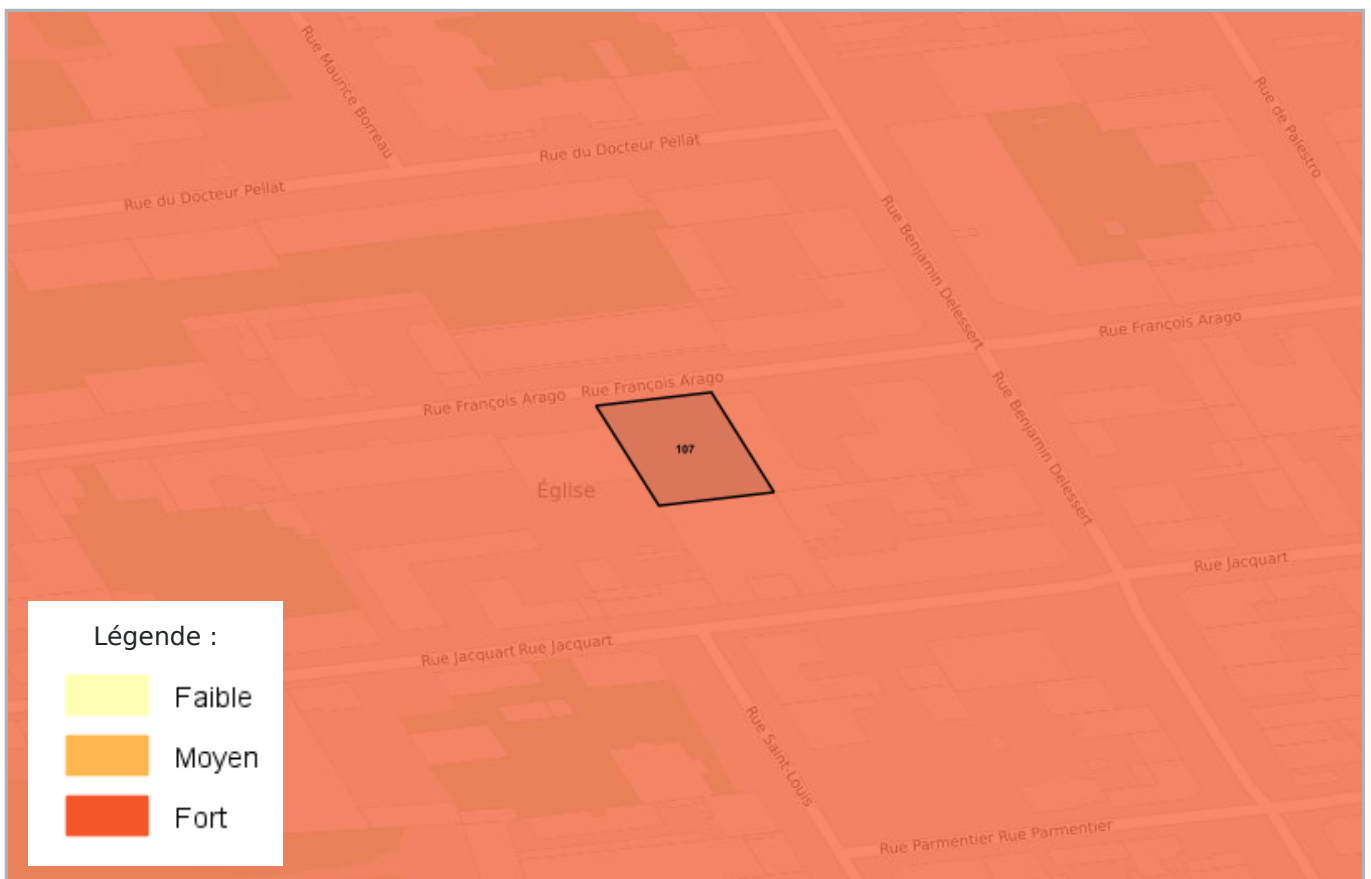 Rue Maurice Borreau
Rue de Palestro
Rue du Docteur Pellat
Rue du Docteur Pellat
Rue Benjamin Delessert
Rue François Arago
Rue François Arago
Rue François Arago
Rue Benjamin Delessert
107
Église
Rue Jacquart
Rue Jacquart Rue Jacquart
Rue Saint-Louis
Rue Parmentier Rue Parmentier
Légende :
Faible
Moyen
Fort